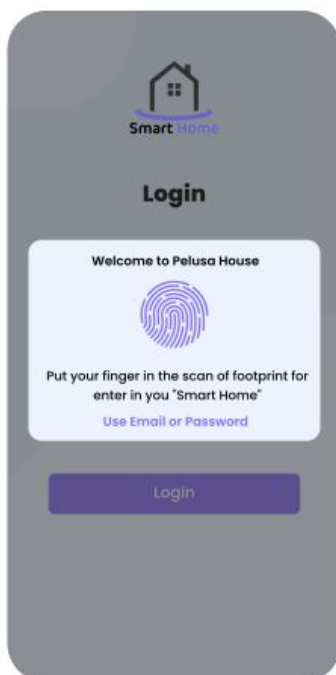 Smart Home
Login
Welcome to Pelusa House
Put your finger in the scan of footprint for
enter in you "Smart Home"
Use Email or Password
Login